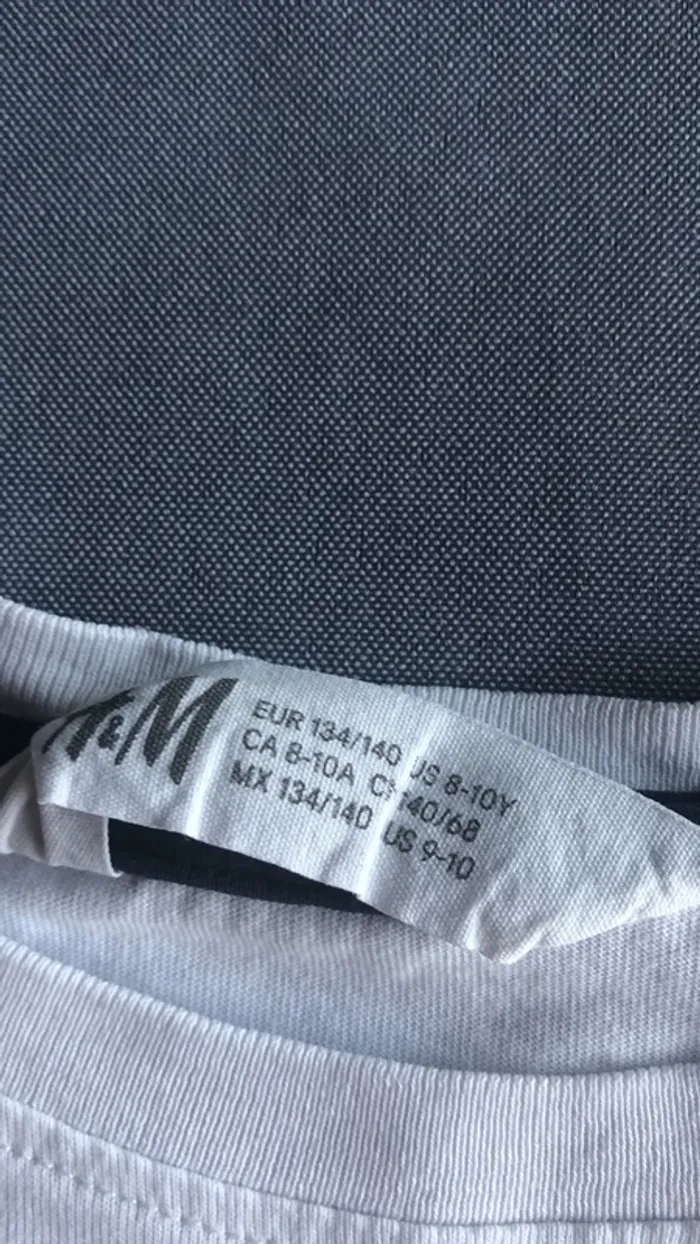 H&M
EUR 134/140 US 8-10Y
CA 8-10A CN 140/68
MX 134/140 US 9-10